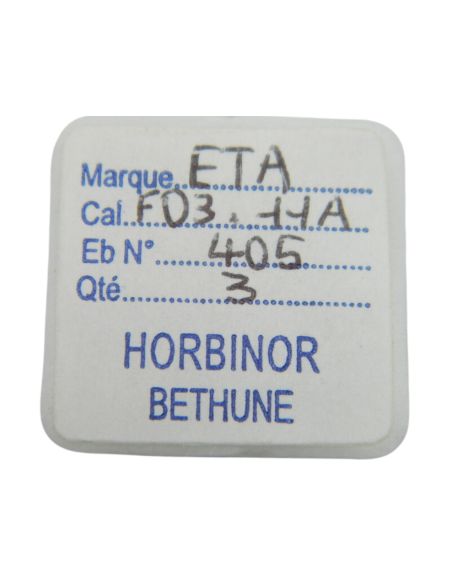 Marque..ETA
Cal..F03.11A
Eb N°......405
Qté............3
HORBINOR
BETHUNE